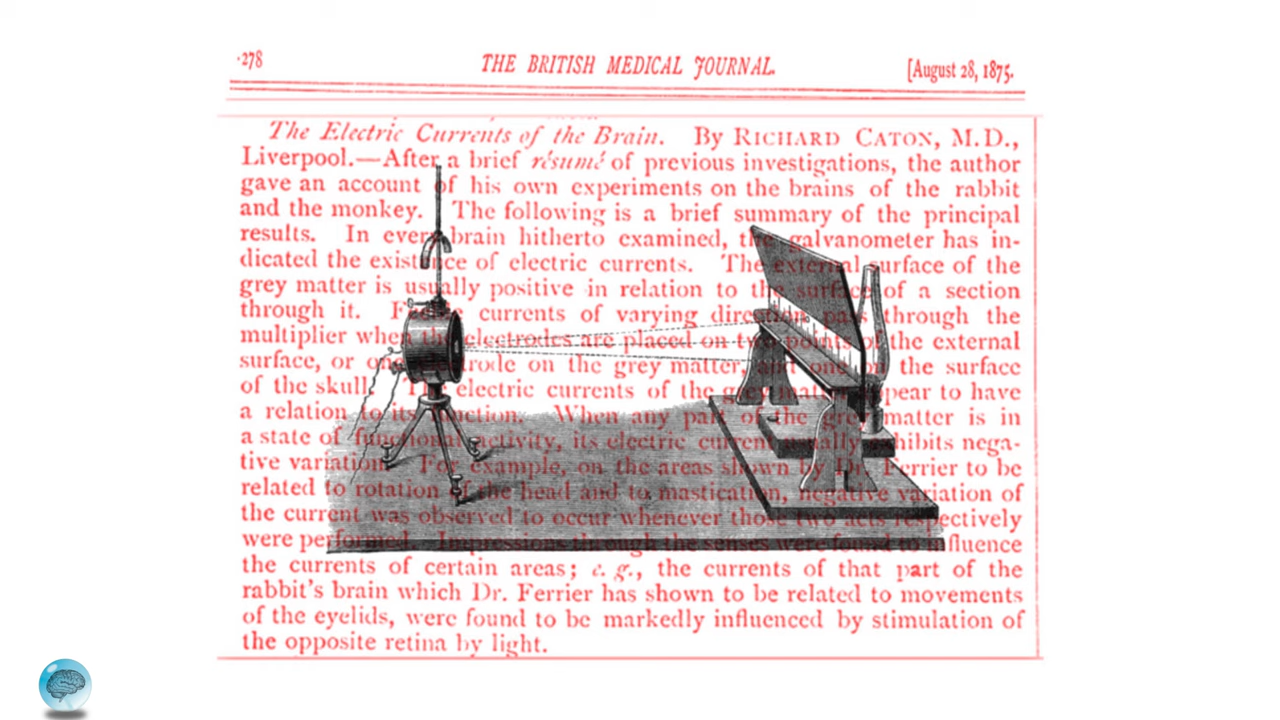 ·278
THE BRITISH MEDICAL JOURNAL.
[August 28, 1875.
The Electric Currents of the Brain. By RICHARD CATON, M.D.,
Liverpool.—After a brief résumé of previous investigations, the author
gave an account of his own experiments on the brains of the rabbit
and the monkey. The following is a brief summary of the principal
results. In every brain hitherto examined, the galvanometer has in-
dicated the existence of electric currents. The external surface of the
grey matter is usually positive in relation to the surface of a section
through it. Feeble currents of varying direction pass through the
multiplier when the electrodes are placed on two points of the external
surface, or one electrode on the grey matter, and one on the surface
of the skull. The electric currents of the grey matter appear to have
a relation to its function. When any part of the grey matter is in
a state of functional activity, its electric current usually exhibits nega-
tive variation. For example, on the areas shown by Dr. Ferrier to be
related to rotation of the head and to mastication, negative variation of
the current was observed to occur whenever those two acts respectively
were performed. Impressions through the senses were found to influence
the currents of certain areas; e. g., the currents of that part of the
rabbit's brain which Dr. Ferrier has shown to be related to movements
of the eyelids, were found to be markedly influenced by stimulation of
the opposite retina by light.